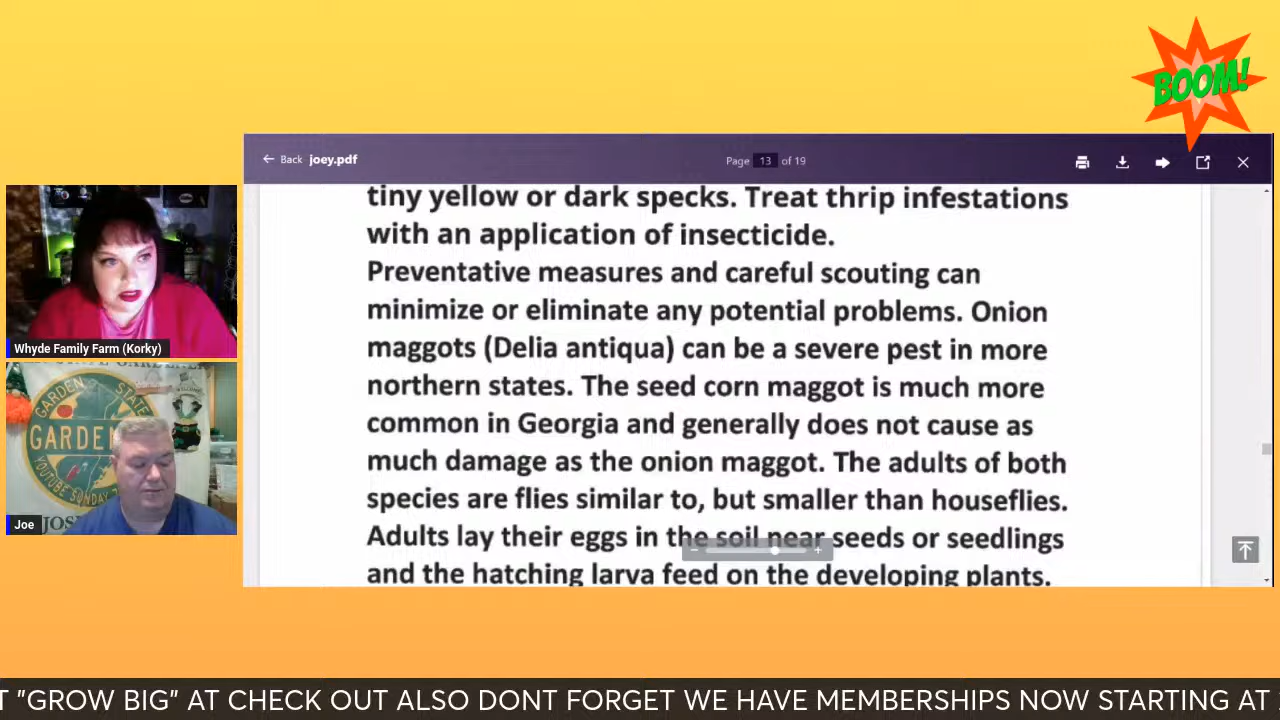 BOOM!
Back joey.pdf
Page 13 of 19
tiny yellow or dark specks. Treat thrip infestations
with an application of insecticide.
Preventative measures and careful scouting can
minimize or eliminate any potential problems. Onion
maggots (Delia antiqua) can be a severe pest in more
northern states. The seed corn maggot is much more
common in Georgia and generally does not cause as
much damage as the onion maggot. The adults of both
species are flies similar to, but smaller than houseflies.
Adults lay their eggs in the soil near seeds or seedlings
and the hatching larva feed on the developing plants.
Whyde Family Farm (Korky)
GARDEN STATE
GARDEN
YOUTUBE SUNDAY
Joe
T "GROW BIG" AT CHECK OUT ALSO DONT FORGET WE HAVE MEMBERSHIPS NOW STARTING AT